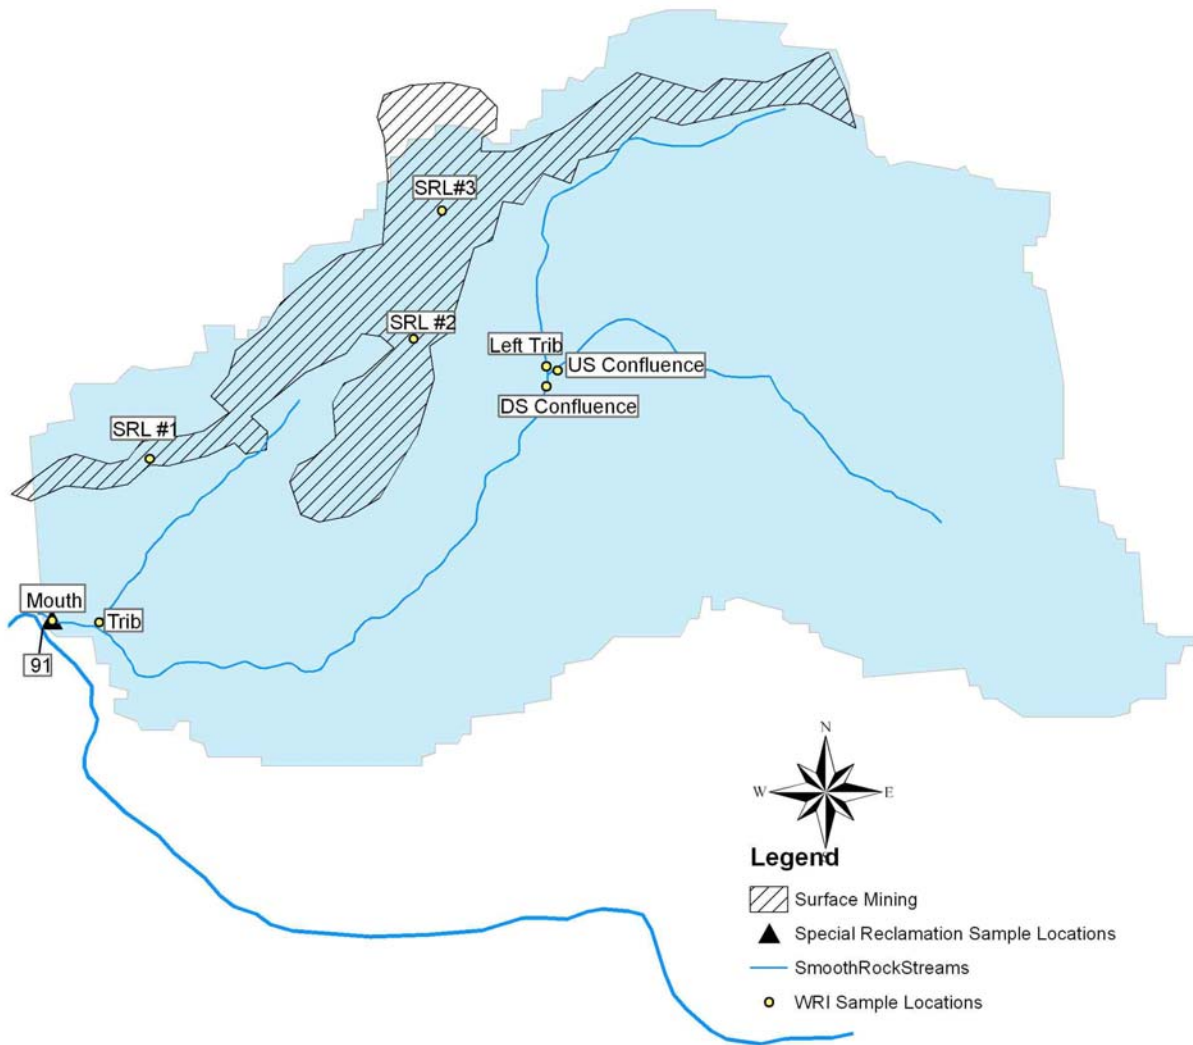 SRL#3
SRL #2
Left Trib
US Confluence
DS Confluence
SRL #1
Mouth
Trib
91
N
W
E
S
Legend
Surface Mining
Special Reclamation Sample Locations
SmoothRockStreams
WRI Sample Locations